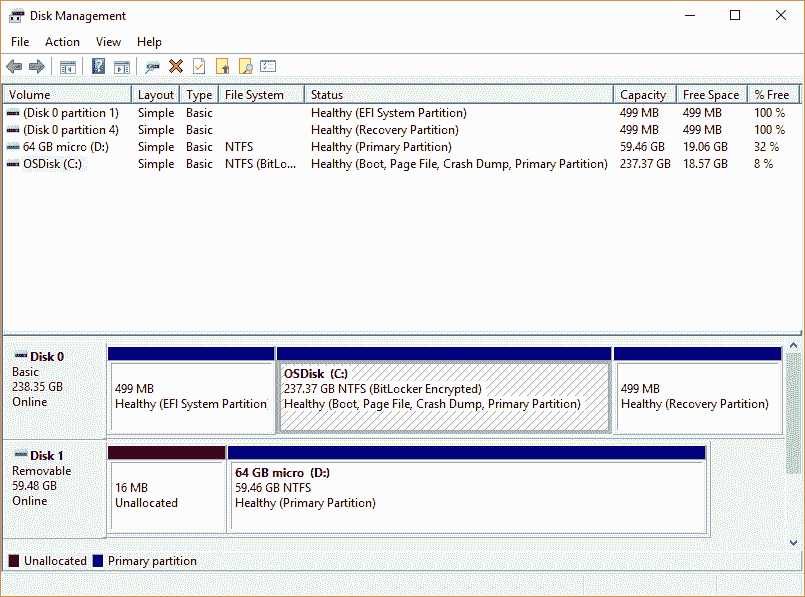 Disk Management
File Action View Help
Volume Layout Type File System Status Capacity Free Space % Free
(Disk 0 partition 1) Simple Basic Healthy (EFI System Partition) 499 MB 499 MB 100 %
(Disk 0 partition 4) Simple Basic Healthy (Recovery Partition) 499 MB 499 MB 100 %
64 GB micro (D:) Simple Basic NTFS Healthy (Primary Partition) 59.46 GB 19.06 GB 32 %
OSDisk (C:) Simple Basic NTFS (BitLo... Healthy (Boot, Page File, Crash Dump, Primary Partition) 237.37 GB 18.57 GB 8 %
Disk 0
Basic
238.35 GB
Online
499 MB
Healthy (EFI System Partition
OSDisk (C:)
237.37 GB NTFS (BitLocker Encrypted)
Healthy (Boot, Page File, Crash Dump, Primary Partition)
499 MB
Healthy (Recovery Partition)
Disk 1
Removable
59.48 GB
Online
16 MB
Unallocated
64 GB micro (D:)
59.46 GB NTFS
Healthy (Primary Partition)
Unallocated Primary partition